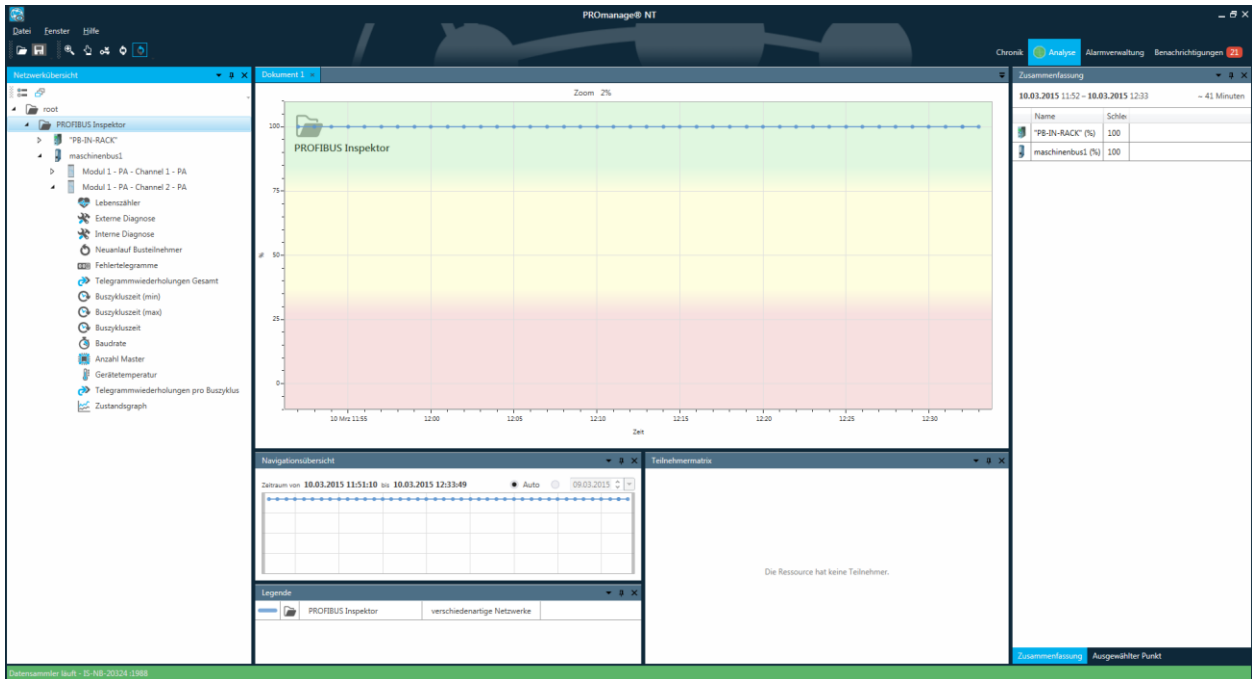 PROmanage® NT
Datei Fenster Hilfe
Chronik Analyse Alarmverwaltung Benachrichtigungen 21
Netzwerkübersicht
root
PROFIBUS Inspektor
"PB-IN-RACK"
maschinenbus1
Modul 1 - PA - Channel 1 - PA
Modul 1 - PA - Channel 2 - PA
Lebenszähler
Externe Diagnose
Interne Diagnose
Neuanlauf Busteilnehmer
Fehlertelegramme
Telegrammwiederholungen Gesamt
Buszykluszeit (min)
Buszykluszeit (max)
Buszykluszeit
Baudrate
Anzahl Master
Gerätetemperatur
Telegrammwiederholungen pro Buszyklus
Zustandsgraph
Dokument 1
Zoom 2%
PROFIBUS Inspektor
100
75
50
25
0
%
10 Mrz 11:55 12:00 12:05 12:10 12:15 12:20 12:25 12:30
Zeit
Navigationsübersicht
Zeitraum von 10.03.2015 11:51:10 bis 10.03.2015 12:33:49 Auto 09.03.2015
Legende
PROFIBUS Inspektor verschiedenartige Netzwerke
Teilnehmermatrix
Die Ressource hat keine Teilnehmer.
Zusammenfassung
10.03.2015 11:52 – 10.03.2015 12:33 ~ 41 Minuten
Name Schlec
"PB-IN-RACK" (%) 100
maschinenbus1 (%) 100
Zusammenfassung Ausgewählter Punkt
Datensammler läuft - IS-NB-20324 :1988